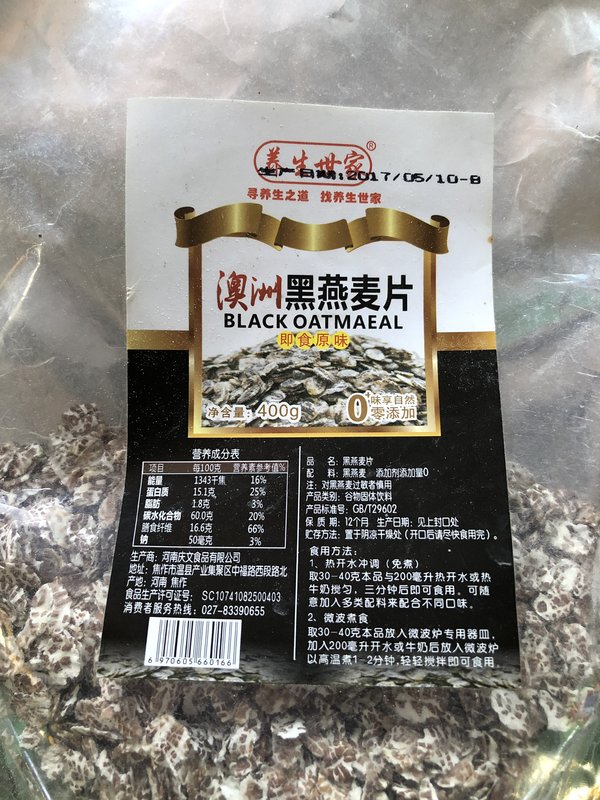 养生世家®
生产日期:2017/05/10-B
寻养生之道 找养生世家
澳洲黑燕麦片
BLACK OATMAEAL
即食原味
净含量: 400g
0 味享自然
零添加
营养成分表
项目 每100克 营养素参考值%
能量 1343千焦 16%
蛋白质 15.1克 25%
脂肪 1.8克 3%
碳水化合物 60.0克 20%
膳食纤维 16.6克 66%
钠 50毫克 3%
生产商: 河南庆文食品有限公司
地址: 焦作市温县产业集聚区中福路西段路北
产地: 河南 焦作
食品生产许可证号: SC10741082500403
消费者服务热线: 027-83390655
6 970605 660166
品 名: 黑燕麦片
配 料: 黑燕麦 添加剂添加量0
注: 对黑燕麦过敏者慎用
产品类别: 谷物固体饮料
产品标准号: GB/T29602
保 质 期: 12个月 生产日期: 见上封口处
贮存方法: 置于阴凉干燥处(开口后请尽快食用完)。
食用方法:
1、热开水冲调(免煮)
取30-40克本品与200毫升热开水或热
牛奶搅匀,三分钟后即可食用。可随
意加入多类配料来配合不同口味。
2、微波煮食
取30-40克本品放入微波炉专用器皿,
加入200毫升开水或牛奶后放入微波炉
以高温煮1-2分钟,轻轻搅拌即可食用